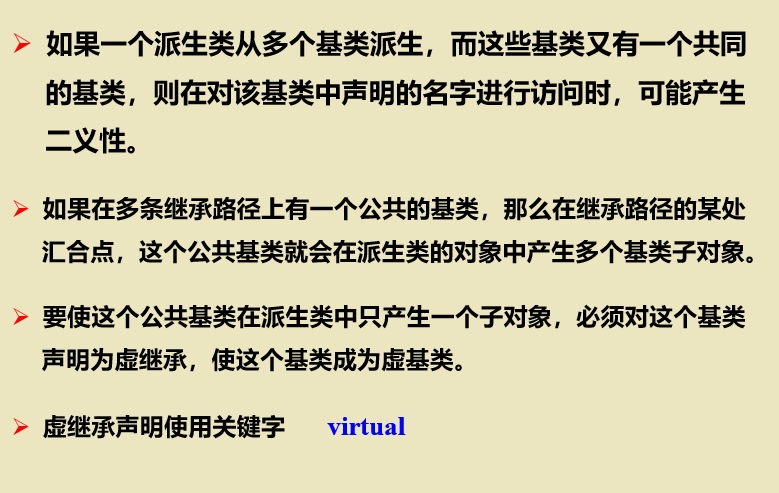 ➢ 如果一个派生类从多个基类派生，而这些基类又有一个共同
的基类，则在对该基类中声明的名字进行访问时，可能产生
二义性。
➢ 如果在多条继承路径上有一个公共的基类，那么在继承路径的某处
汇合点，这个公共基类就会在派生类的对象中产生多个基类子对象。
➢ 要使这个公共基类在派生类中只产生一个子对象，必须对这个基类
声明为虚继承，使这个基类成为虚基类。
➢ 虚继承声明使用关键字 virtual